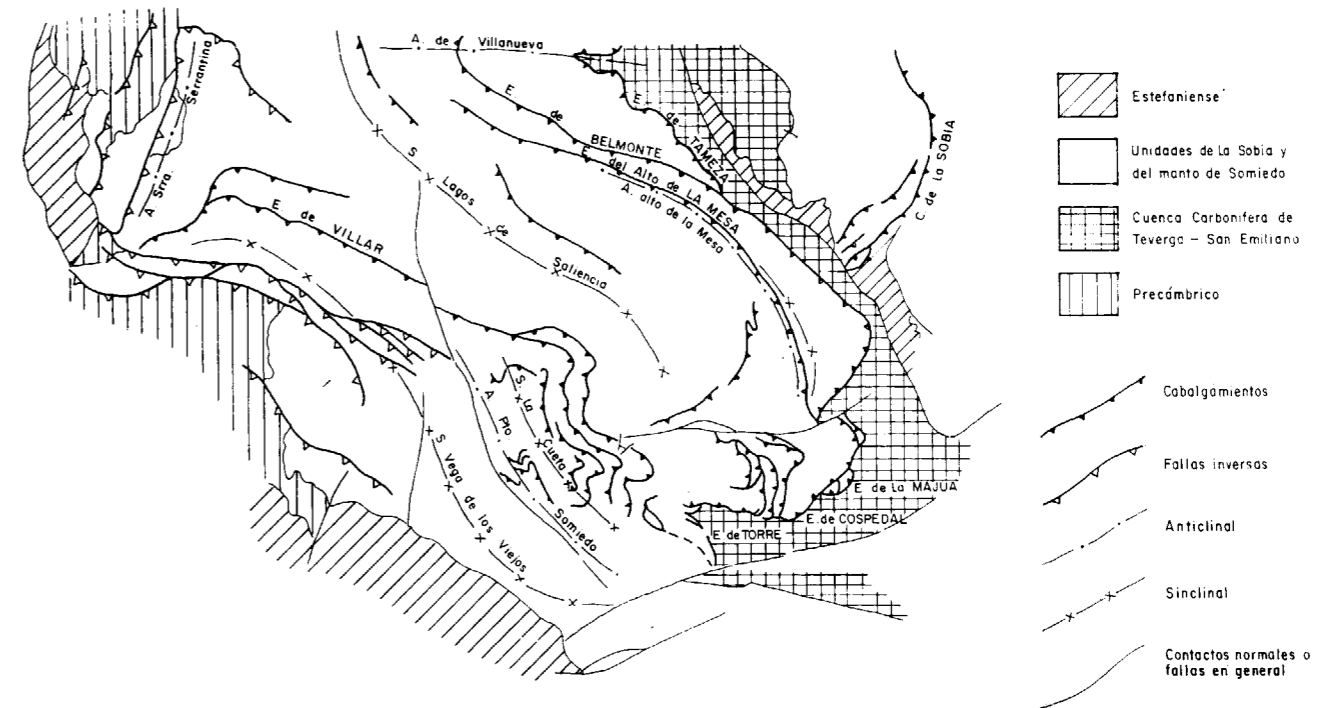 A. de Villanueva
Serrantina
A. Srra.
E. de BELMONTE
E. de TAMEZA
E. del Alto de LA MESA
A. alto de la Mesa
C. de La SOBIA
S. Lagos de Saliencia
E. de VILLAR
S. La Cueta
A. Pto. Somiedo
S. Vega de los Viejos
E. de La MAJUA
E. de COSPEDAL
E. de TORRE
Estefaniense
Unidades de La Sobia y
del manto de Somiedo
Cuenca Carbonifera de
Teverga - San Emiliano
Precámbrico
Cabalgamientos
Fallas inversas
Anticlinal
Sinclinal
Contactos normales o
fallas en general